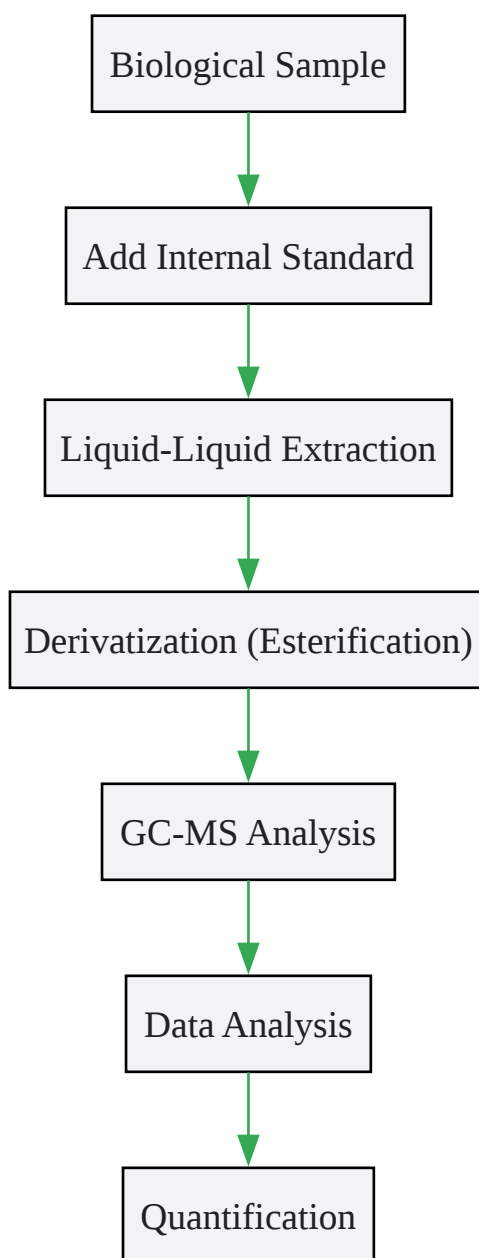 Biological Sample
Add Internal Standard
Liquid-Liquid Extraction
Derivatization (Esterification)
GC-MS Analysis
Data Analysis
Quantification